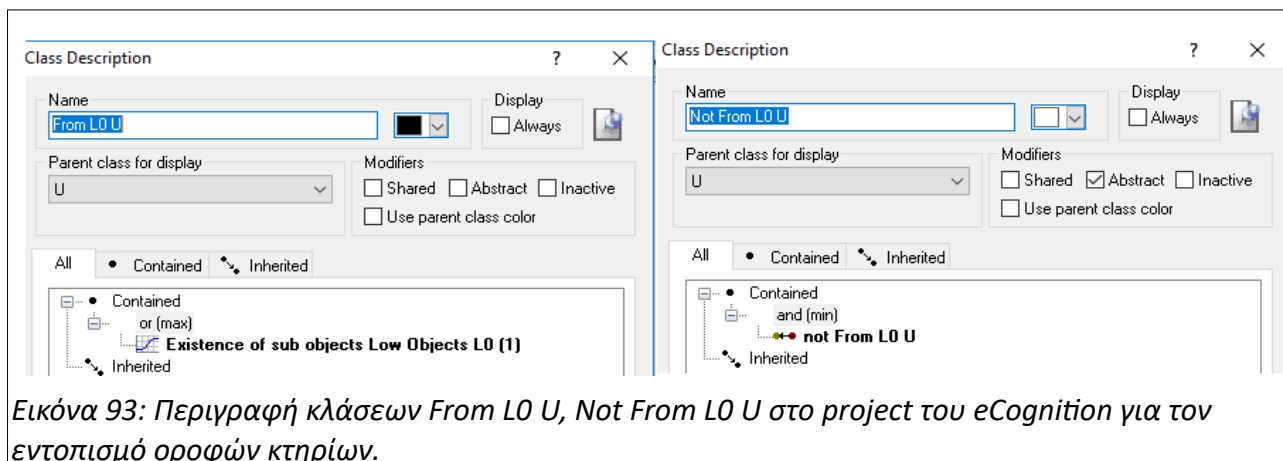 Class Description
?
Name
From L0 U
Display
Always
Parent class for display
U
Modifiers
Shared
Abstract
Inactive
Use parent class color
All
Contained
Inherited
Contained
or (max)
Existence of sub objects Low Objects L0 (1)
Inherited
Class Description
?
Name
Not From L0 U
Display
Always
Parent class for display
U
Modifiers
Shared
Abstract
Inactive
Use parent class color
All
Contained
Inherited
Contained
and (min)
not From L0 U
Inherited
Εικόνα 93: Περιγραφή κλάσεων From L0 U, Not From L0 U στο project του eCognition για τον
εντοπισμό οροφών κτηρίων.